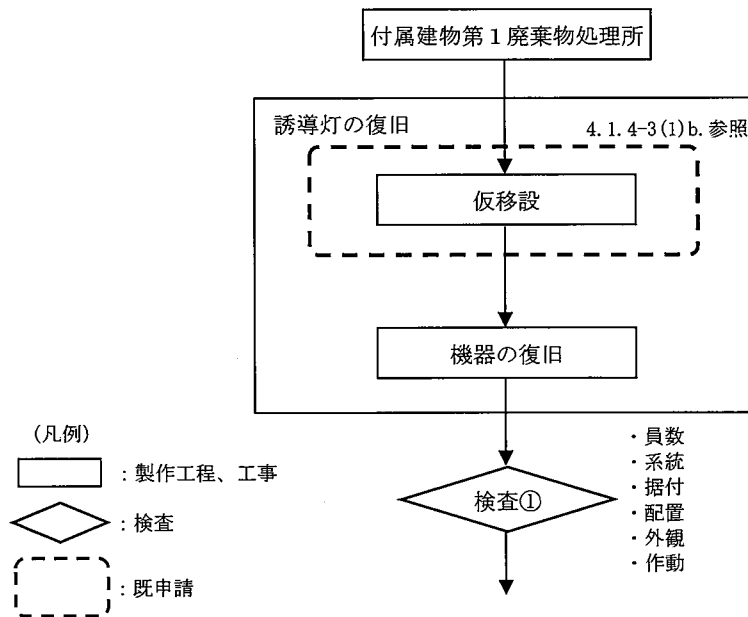 付属建物第１廃棄物処理所
誘導灯の復旧
4.1.4-3(1)b.参照
仮移設
機器の復旧
検査①
・員数
・系統
・据付
・配置
・外観
・作動
(凡例)
：製作工程、工事
：検査
：既申請